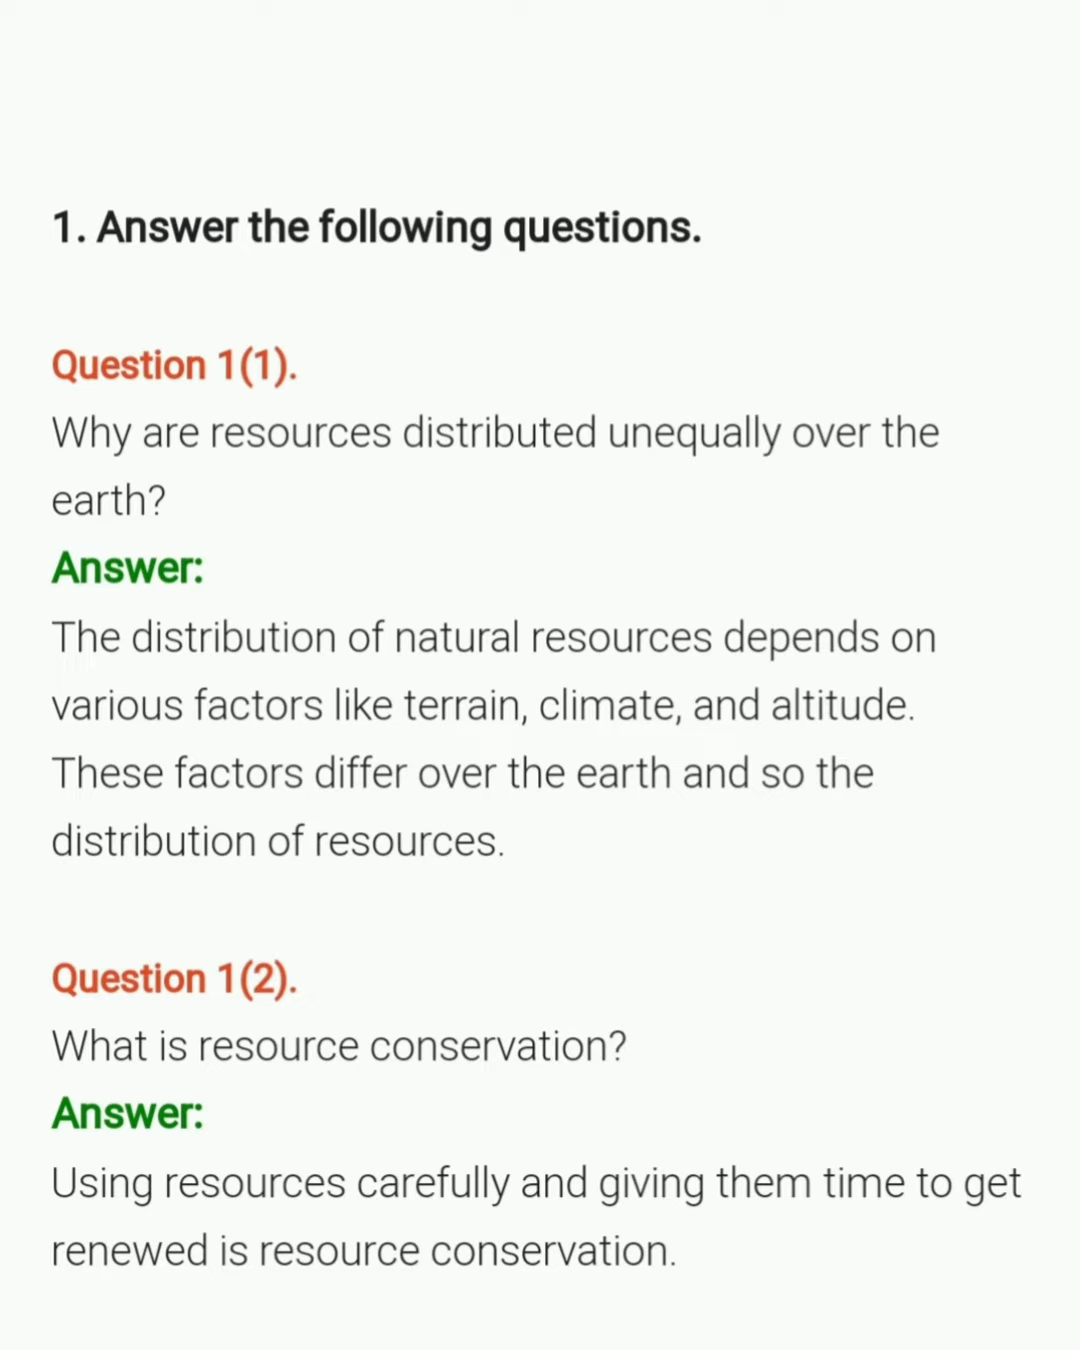 1. Answer the following questions.
Question 1(1).
Why are resources distributed unequally over the
earth?
Answer:
The distribution of natural resources depends on
various factors like terrain, climate, and altitude.
These factors differ over the earth and so the
distribution of resources.
Question 1(2).
What is resource conservation?
Answer:
Using resources carefully and giving them time to get
renewed is resource conservation.